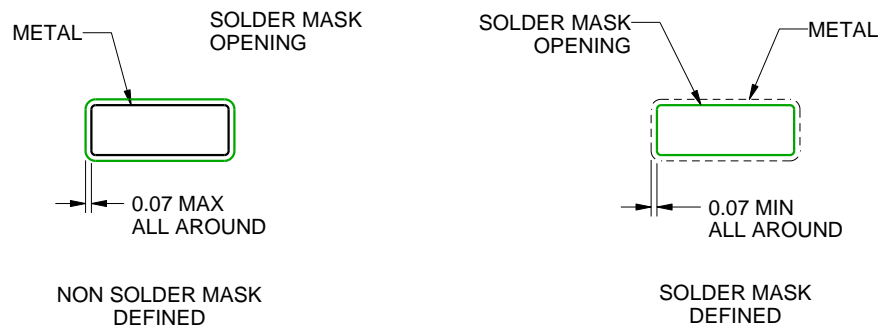 METAL
SOLDER MASK
OPENING
0.07 MAX
ALL AROUND
NON SOLDER MASK
DEFINED
SOLDER MASK
OPENING
METAL
0.07 MIN
ALL AROUND
SOLDER MASK
DEFINED